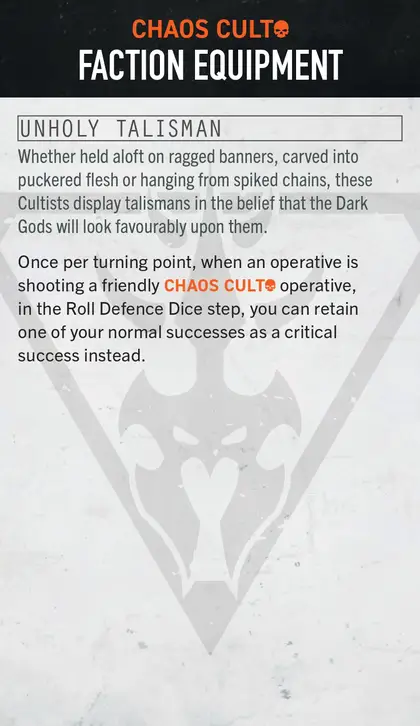 CHAOS CULT
FACTION EQUIPMENT
UNHOLY TALISMAN
Whether held aloft on ragged banners, carved into
puckered flesh or hanging from spiked chains, these
Cultists display talismans in the belief that the Dark
Gods will look favourably upon them.
Once per turning point, when an operative is
shooting a friendly CHAOS CULT operative,
in the Roll Defence Dice step, you can retain
one of your normal successes as a critical
success instead.